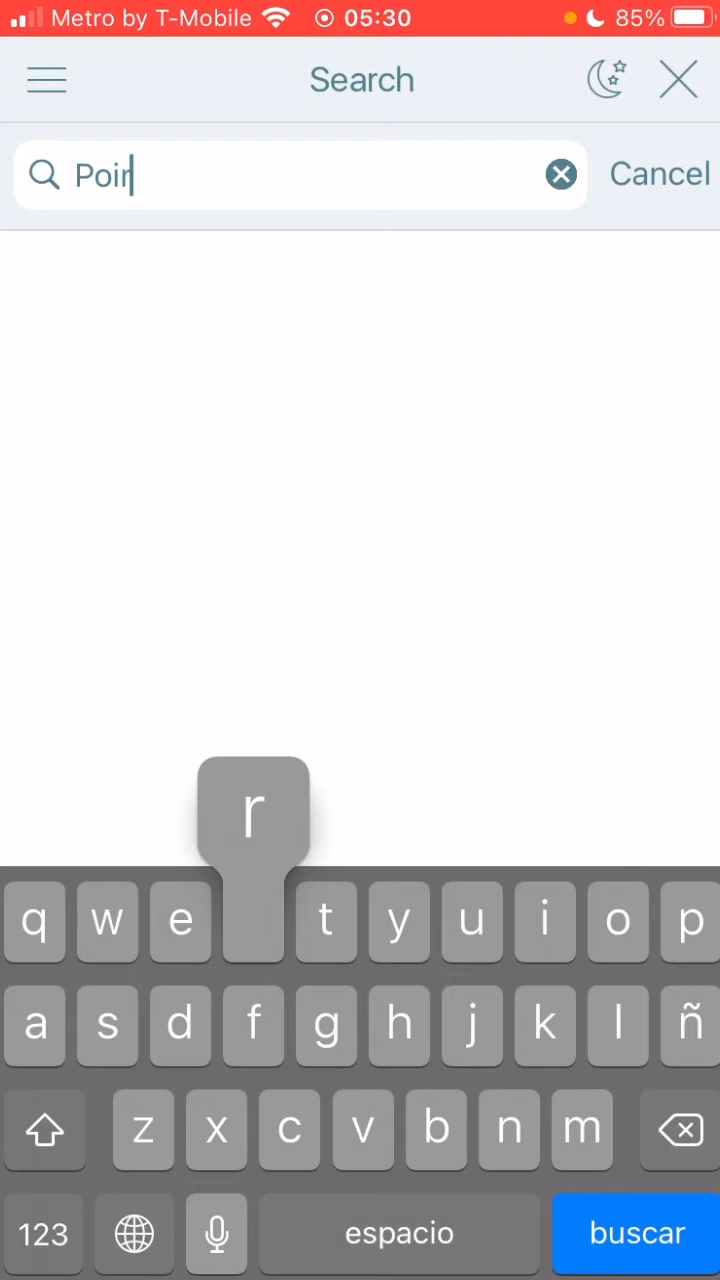 Metro by T-Mobile 05:30 85%
Search
Poir Cancel
r
q w e t y u i o p
a s d f g h j k l ñ
z x c v b n m
123 espacio buscar